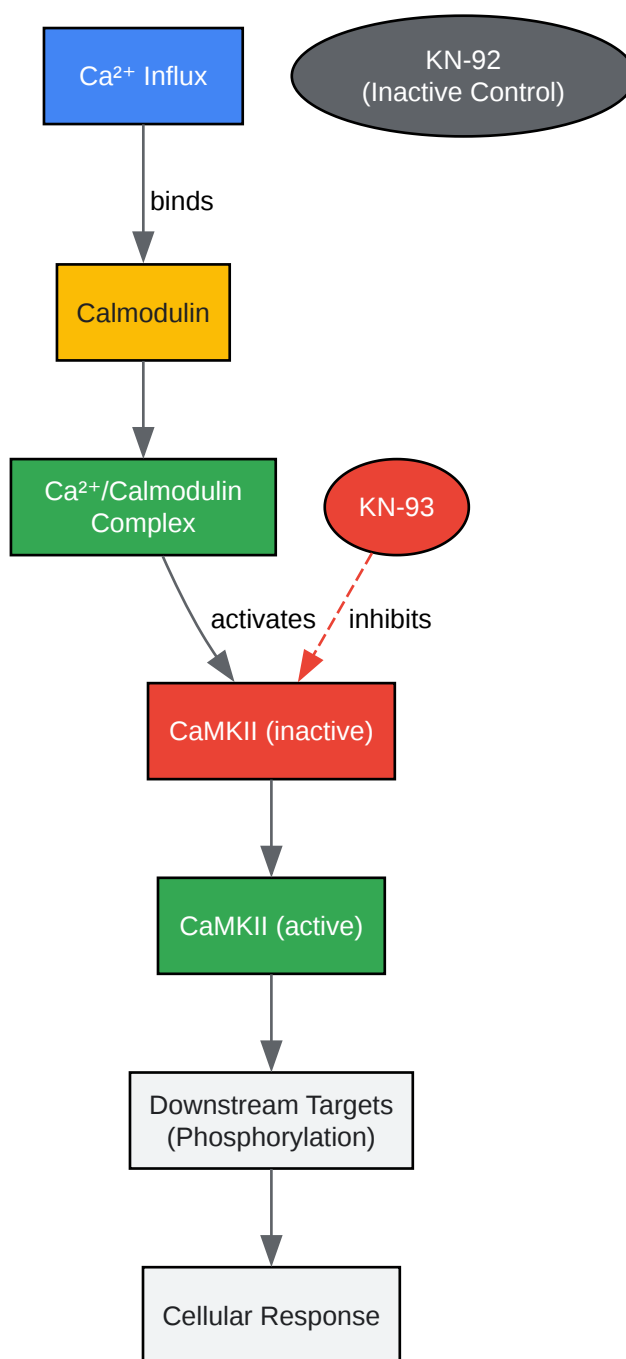 Ca²⁺ Influx
KN-92
(Inactive Control)
binds
Calmodulin
Ca²⁺/Calmodulin
Complex
KN-93
activates
inhibits
CaMKII (inactive)
CaMKII (active)
Downstream Targets
(Phosphorylation)
Cellular Response